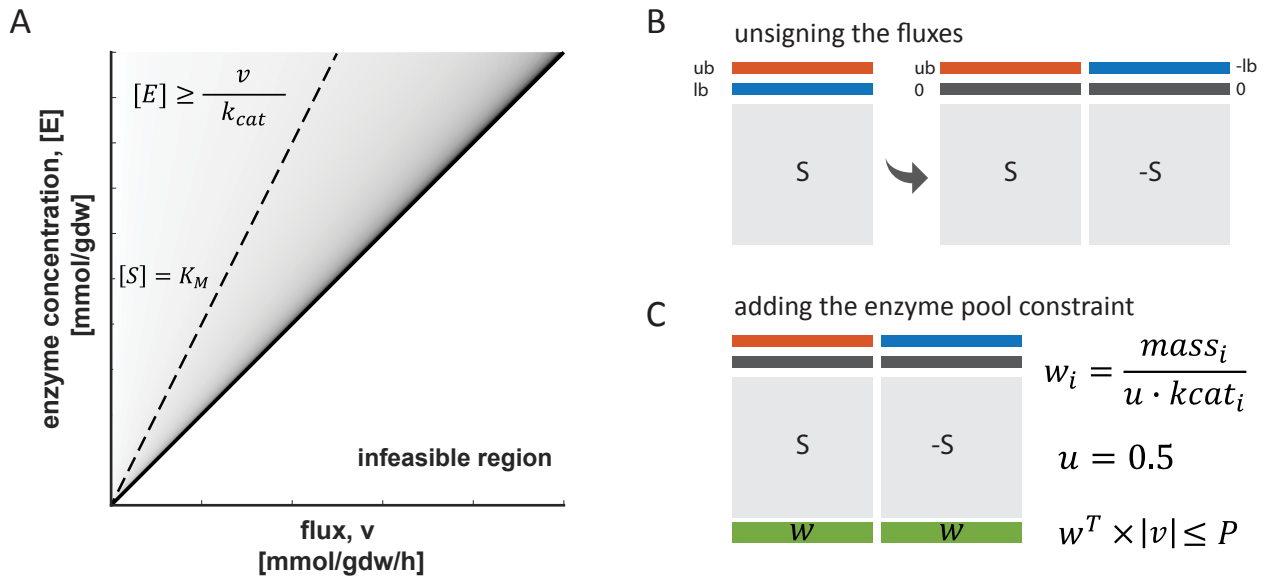 A
[E] ≥ v / k_cat
[S] = K_M
infeasible region
enzyme concentration, [E]
[mmol/gdw]
flux, v
[mmol/gdw/h]
B
unsigning the fluxes
ub
lb
S
ub
0
-lb
0
S
-S
C
adding the enzyme pool constraint
S
-S
w
w
w_i = mass_i / u · kcat_i
u = 0.5
w^T × |v| ≤ P